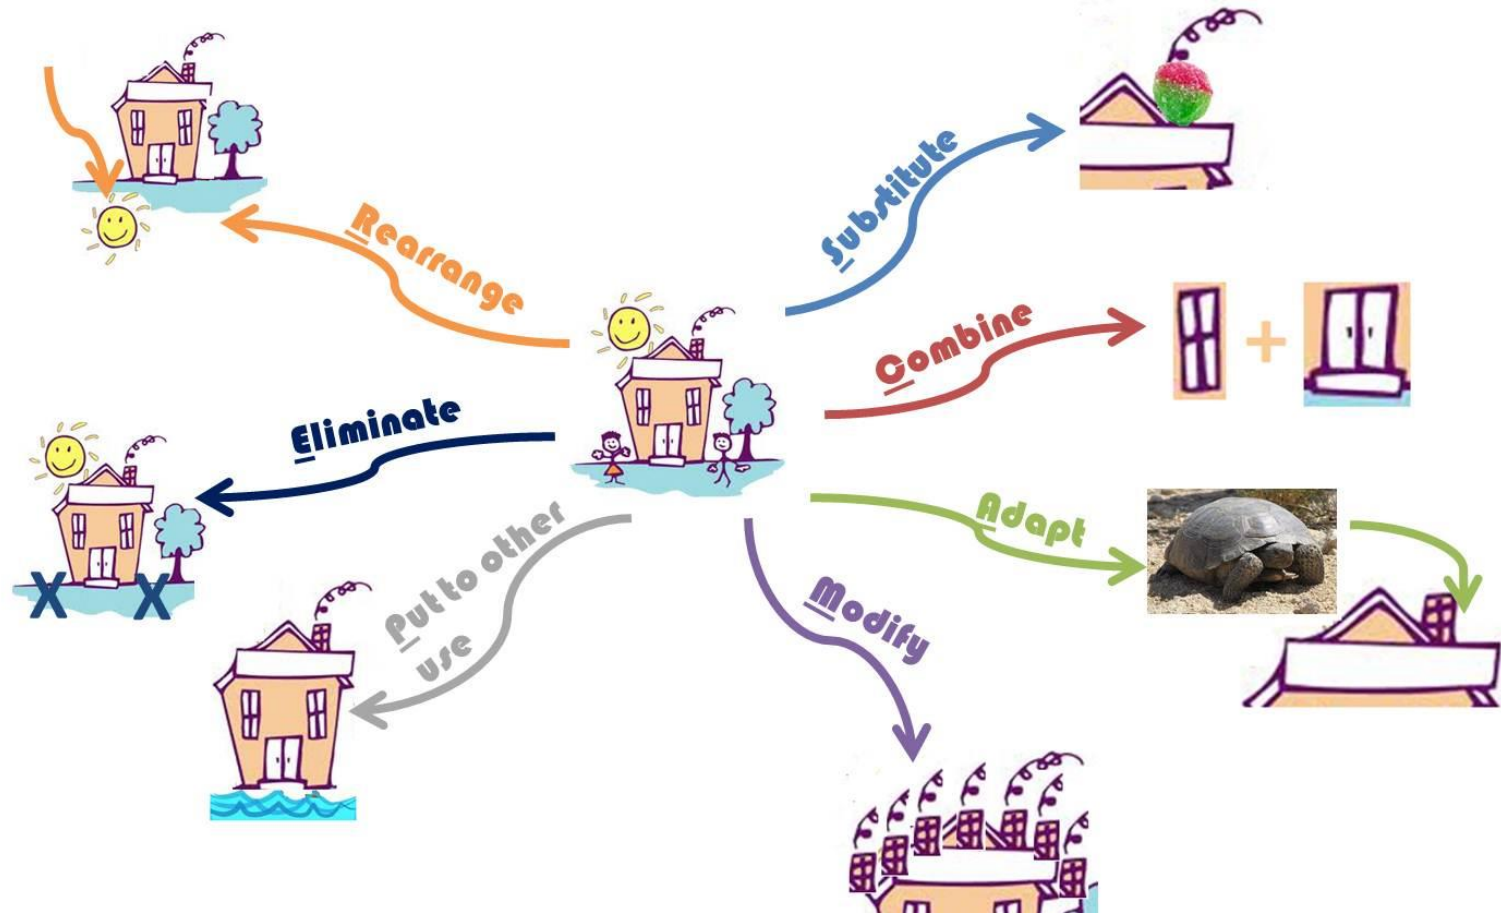 Substitute
Combine
Adapt
Modify
Put to other
use
Eliminate
X X
Rearrange